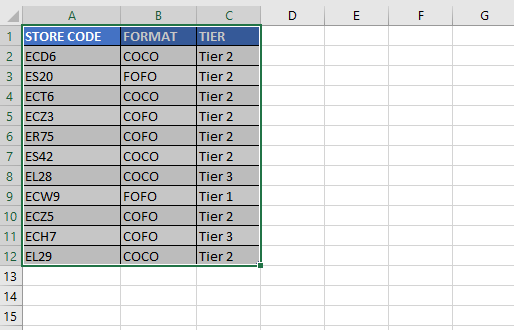 A B C D E F G
1 STORE CODE FORMAT TIER
2 ECD6 COCO Tier 2
3 ES20 FOFO Tier 2
4 ECT6 COCO Tier 2
5 ECZ3 COFO Tier 2
6 ER75 COFO Tier 2
7 ES42 COCO Tier 2
8 EL28 COCO Tier 3
9 ECW9 FOFO Tier 1
10 ECZ5 COFO Tier 2
11 ECH7 COFO Tier 3
12 EL29 COCO Tier 2
13
14
15